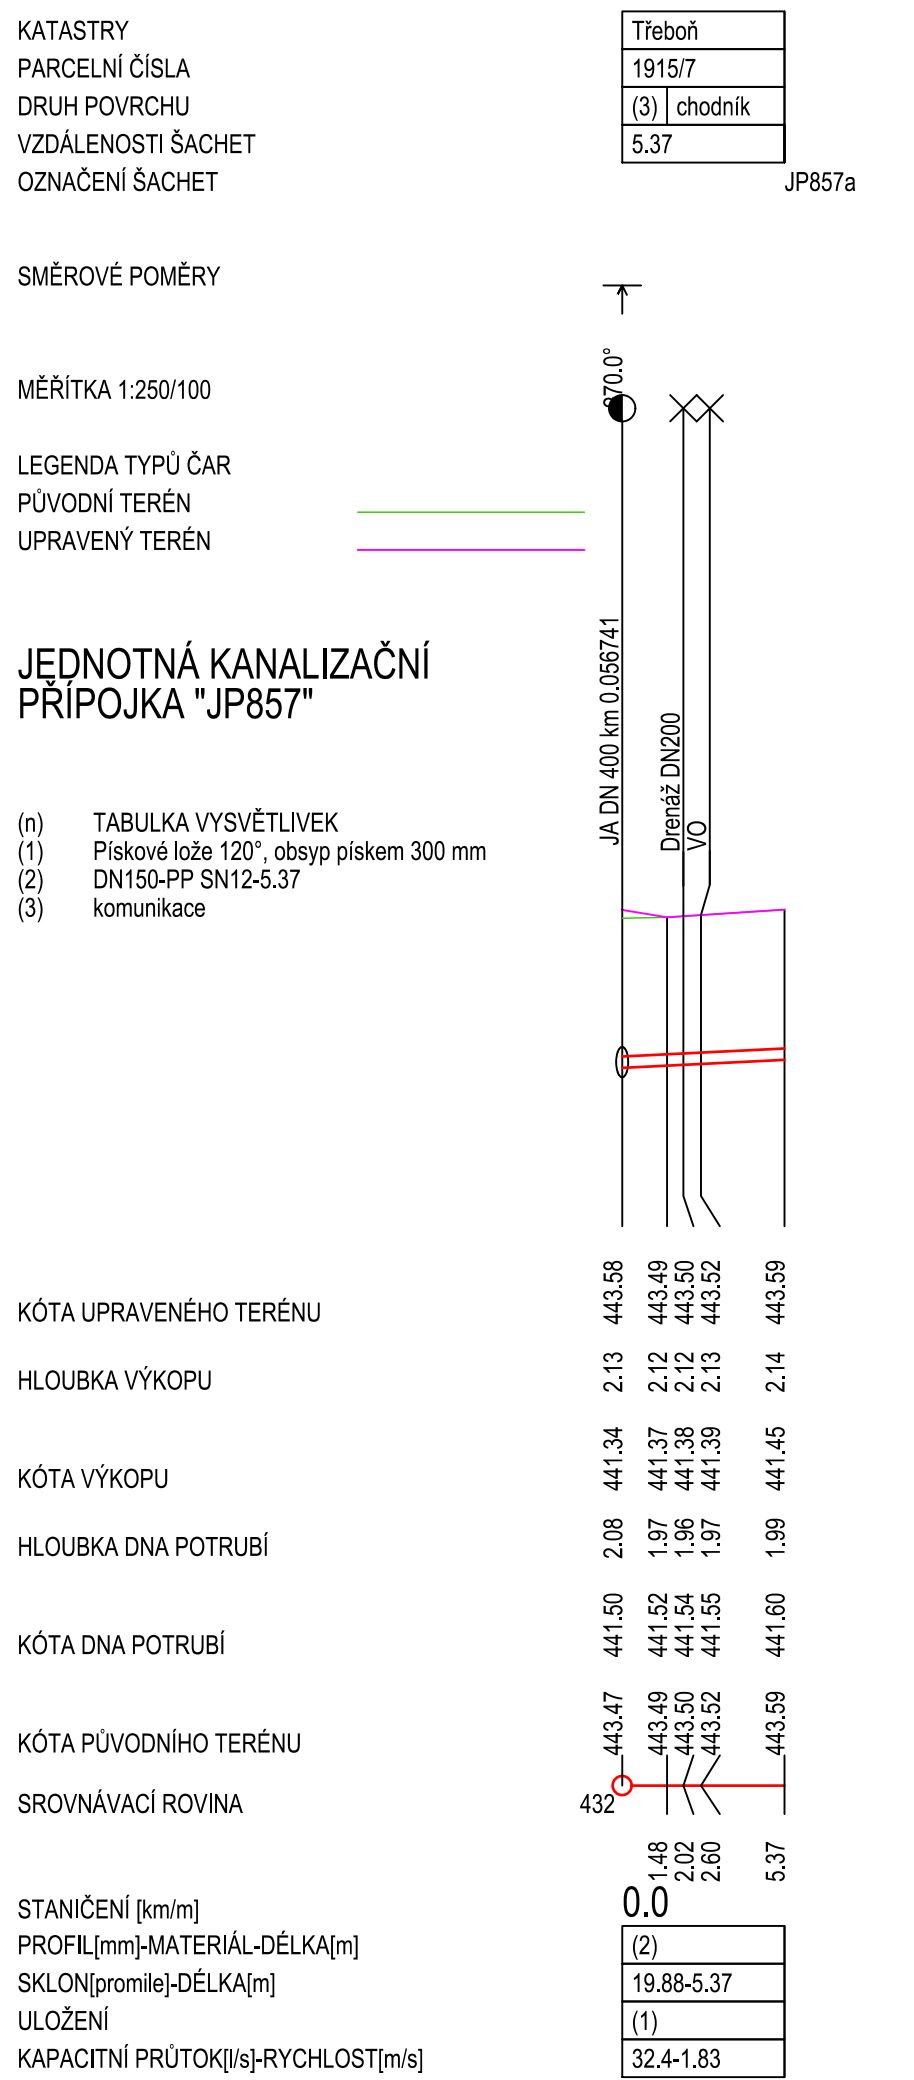 KATASTRY Třeboň
PARCELNÍ ČÍSLA 1915/7
DRUH POVRCHU (3) chodník
VZDÁLENOSTI ŠACHET 5.37
OZNAČENÍ ŠACHET JP857a
SMĚROVÉ POMĚRY
MĚŘÍTKA 1:250/100
LEGENDA TYPŮ ČAR
PŮVODNÍ TERÉN
UPRAVENÝ TERÉN
JA DN 400 km 0.056741
Drenáž DN200
VO
JEDNOTNÁ KANALIZAČNÍ
PŘÍPOJKA "JP857"
(n) TABULKA VYSVĚTLIVEK
(1) Pískové lože 120°, obsyp pískem 300 mm
(2) DN150-PP SN12-5.37
(3) komunikace
KÓTA UPRAVENÉHO TERÉNU 443.58 443.49 443.50 443.52 443.59
HLOUBKA VÝKOPU 2.13 2.12 2.12 2.13 2.14
KÓTA VÝKOPU 441.34 441.37 441.38 441.39 441.45
HLOUBKA DNA POTRUBÍ 2.08 1.97 1.96 1.97 1.99
KÓTA DNA POTRUBÍ 441.50 441.52 441.54 441.55 441.60
KÓTA PŮVODNÍHO TERÉNU 443.47 443.49 443.50 443.52 443.59
SROVNÁVACÍ ROVINA 432
1.48 2.02 2.60 5.37
STANIČENÍ [km/m] 0.0
PROFIL[mm]-MATERIÁL-DÉLKA[m] (2)
SKLON[promile]-DÉLKA[m] 19.88-5.37
ULOŽENÍ (1)
KAPACITNÍ PRŮTOK[l/s]-RYCHLOST[m/s] 32.4-1.83